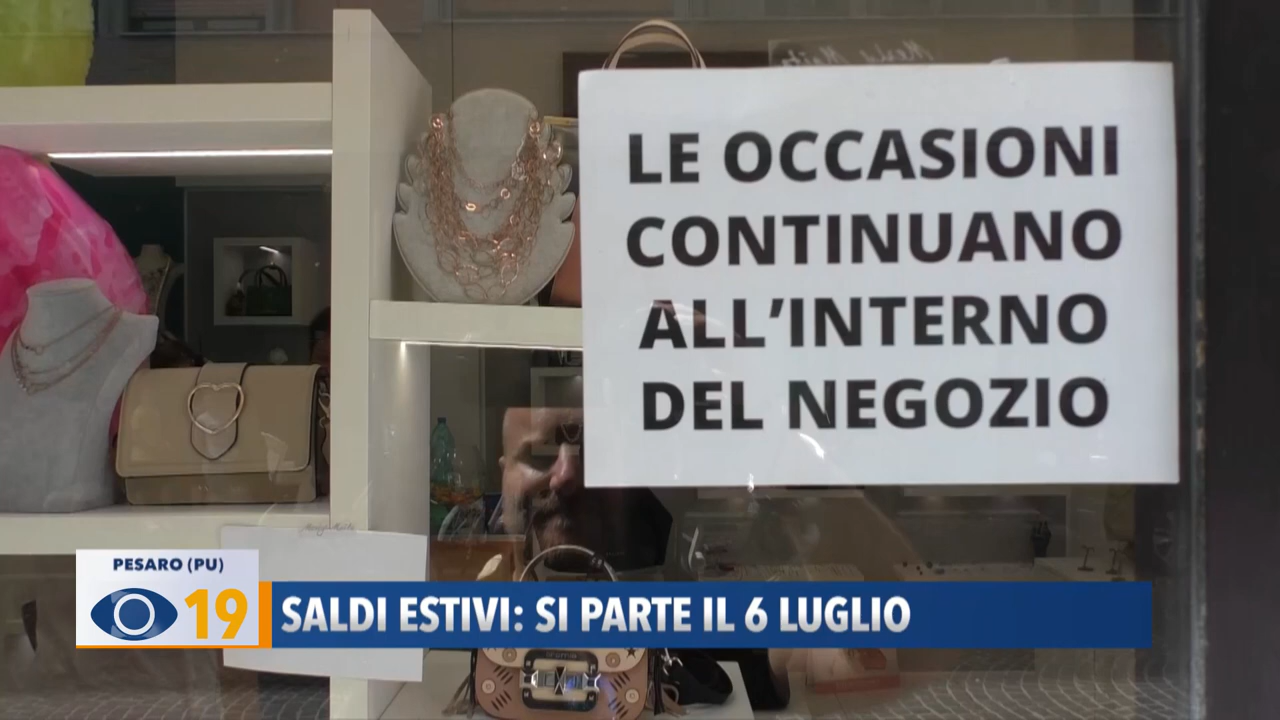 LE OCCASIONI
CONTINUANO
ALL'INTERNO
DEL NEGOZIO
PESARO (PU)
19
SALDI ESTIVI: SI PARTE IL 6 LUGLIO